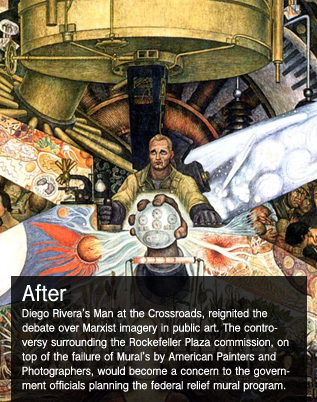 After
Diego Rivera's Man at the Crossroads, reignited the
debate over Marxist imagery in public art. The contro-
versy surrounding the Rockefeller Plaza commission, on
top of the failure of Mural's by American Painters and
Photographers, would become a concern to the govern-
ment officials planning the federal relief mural program.